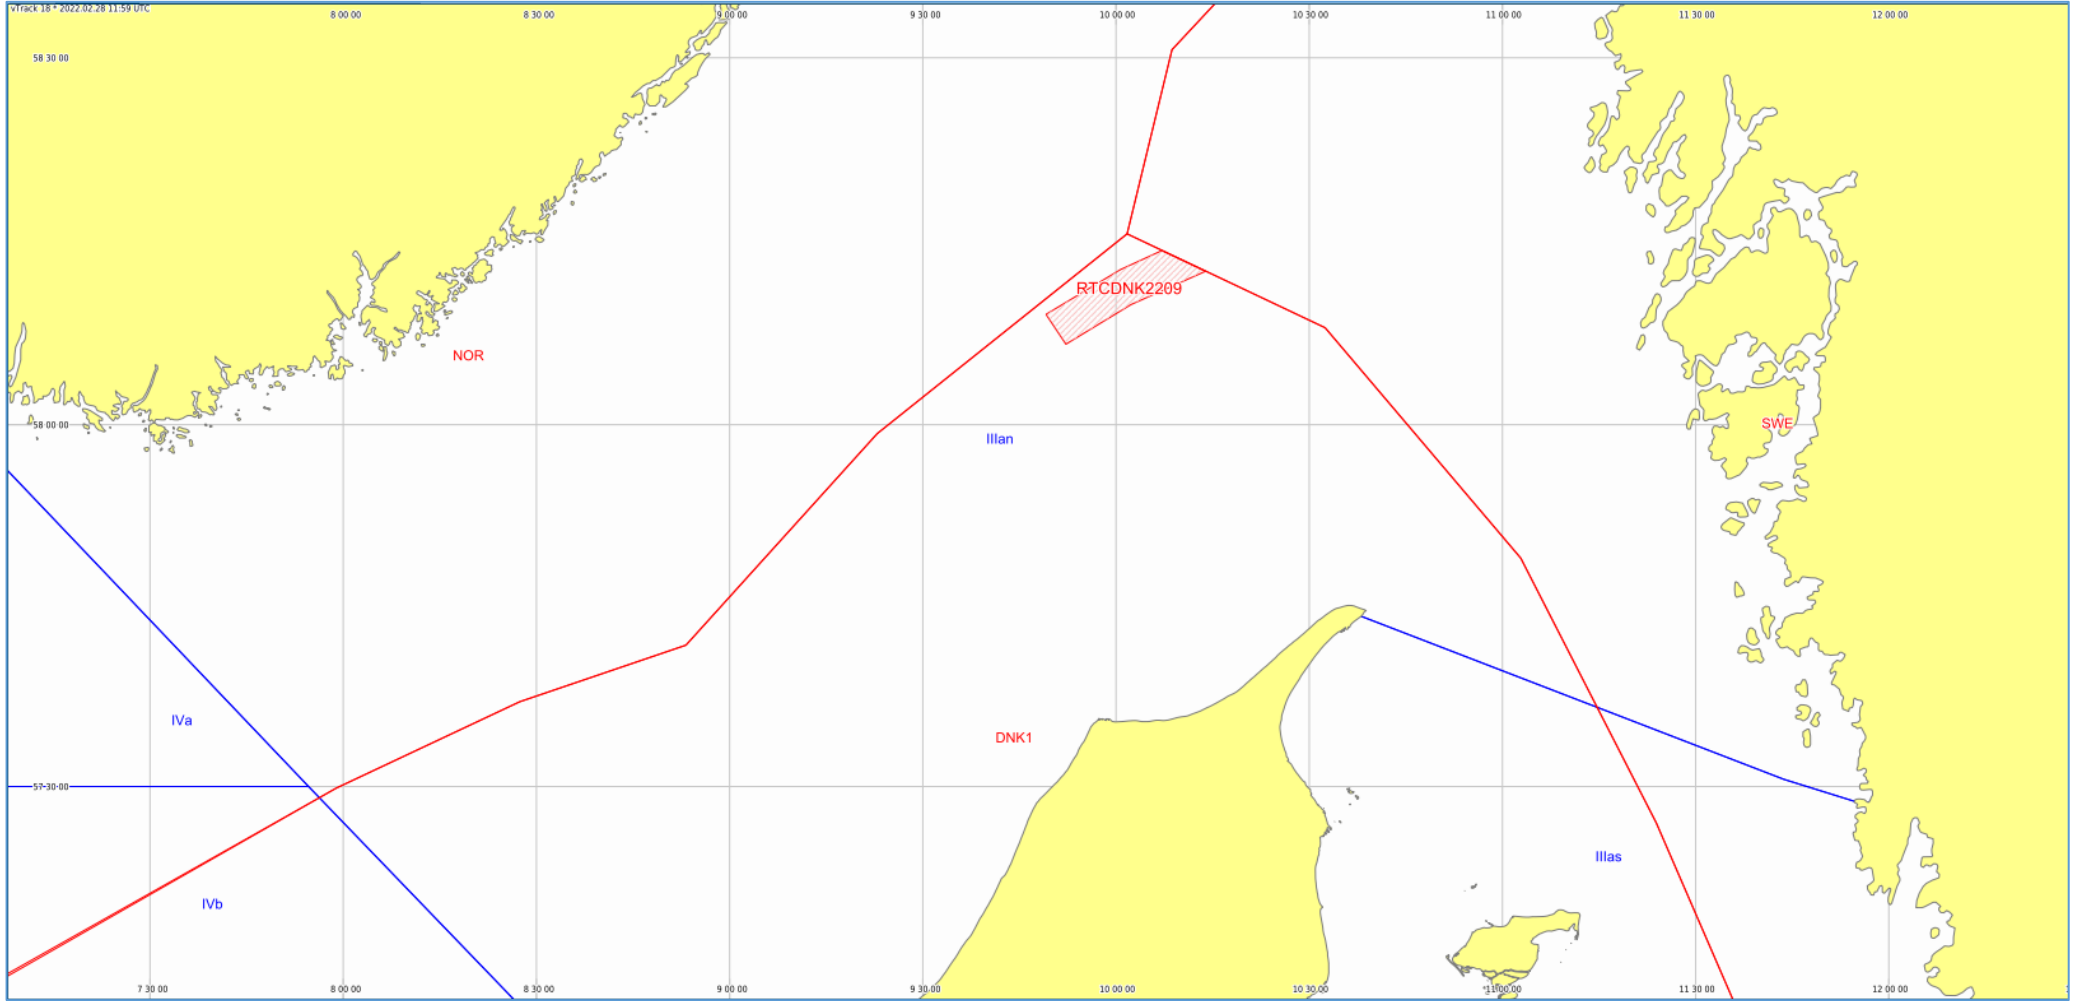 vTrack 18 * 2022.02.28 11:59 UTC
8 00 00
8 30 00
9 00 00
9 30 00
10 00 00
10 30 00
11 00 00
11 30 00
12 00 00
58 30 00
RTCDNK2209
NOR
58 00 00
SWE
IIIan
IVa
DNK1
57 30 00
IIIas
IVb
7 30 00
8 00 00
8 30 00
9 00 00
9 30 00
10 00 00
10 30 00
11 00 00
11 30 00
12 00 00